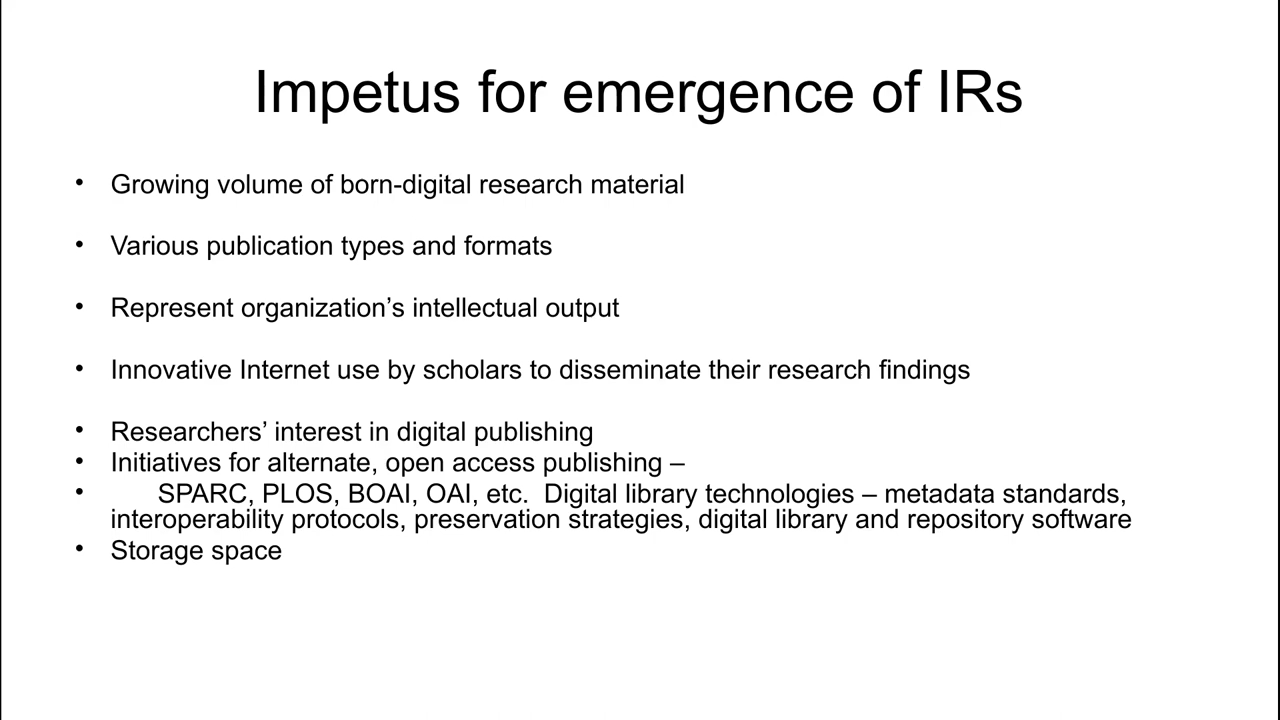 Impetus for emergence of IRs
• Growing volume of born-digital research material
• Various publication types and formats
• Represent organization’s intellectual output
• Innovative Internet use by scholars to disseminate their research findings
• Researchers’ interest in digital publishing
• Initiatives for alternate, open access publishing –
• SPARC, PLOS, BOAI, OAI, etc.  Digital library technologies – metadata standards,
interoperability protocols, preservation strategies, digital library and repository software
• Storage space